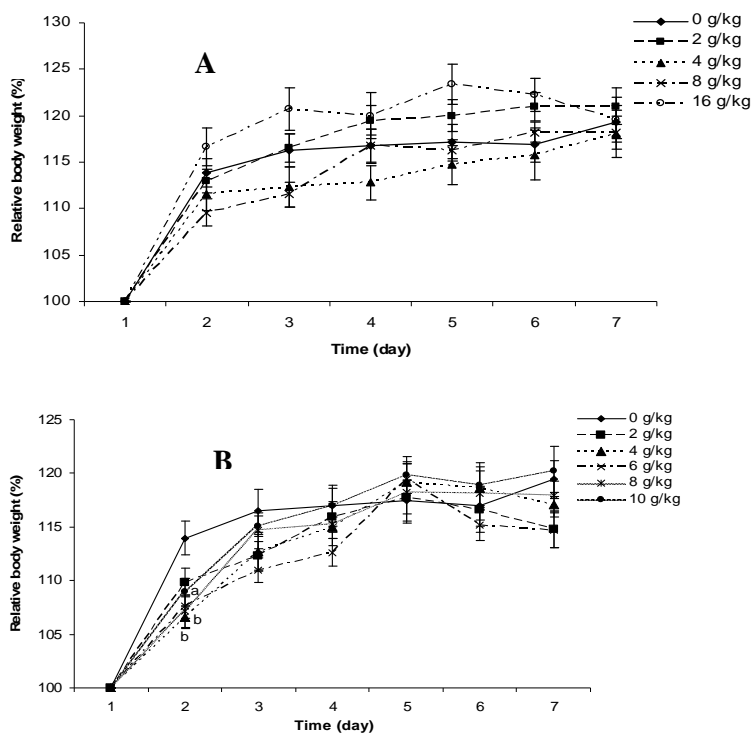 130
125
120
115
110
105
100
Relative body weight (%)
A
1 2 3 4 5 6 7
Time (day)
0 g/kg
2 g/kg
4 g/kg
8 g/kg
16 g/kg
125
120
115
110
105
100
Relative body weight (%)
B
a
b
b
1 2 3 4 5 6 7
Time (day)
0 g/kg
2 g/kg
4 g/kg
6 g/kg
8 g/kg
10 g/kg